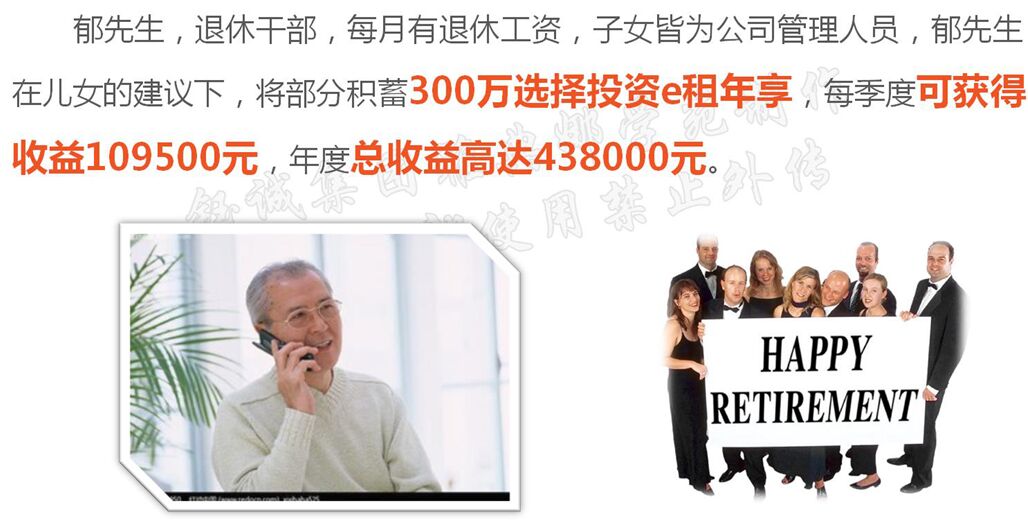 郁先生，退休干部，每月有退休工资，子女皆为公司管理人员，郁先生
在儿女的建议下，将部分积蓄300万选择投资e租年享，每季度可获得
收益109500元，年度总收益高达438000元。
HAPPY
RETIREMENT